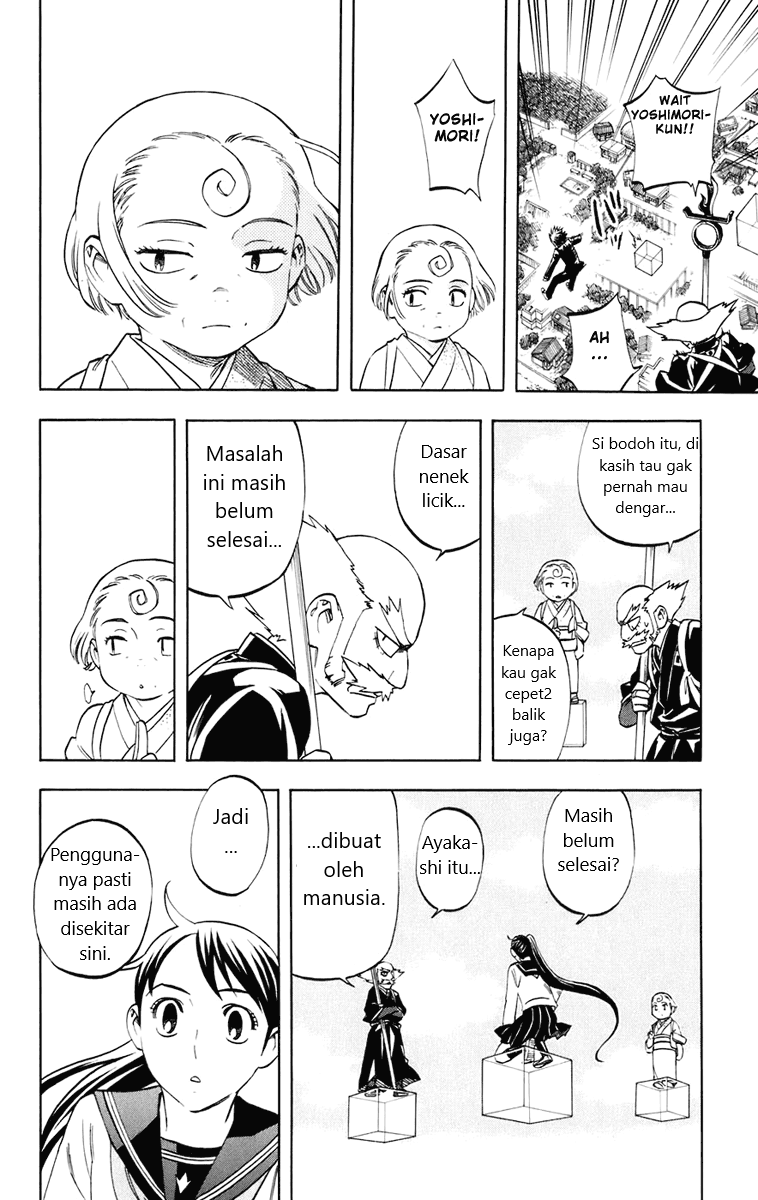 WAIT
YOSHIMORI-
KUN!!
AH
...
YOSHI-
MORI!
Si bodoh itu, di
kasih tau gak
pernah mau
dengar...
Kenapa
kau gak
cepet2
balik
juga?
Dasar
nenek
licik...
Masalah
ini masih
belum
selesai...
Masih
belum
selesai?
Ayaka-
shi itu...
...dibuat
oleh
manusia.
Jadi
...
Pengguna-
nya pasti
masih ada
disekitar
sini.